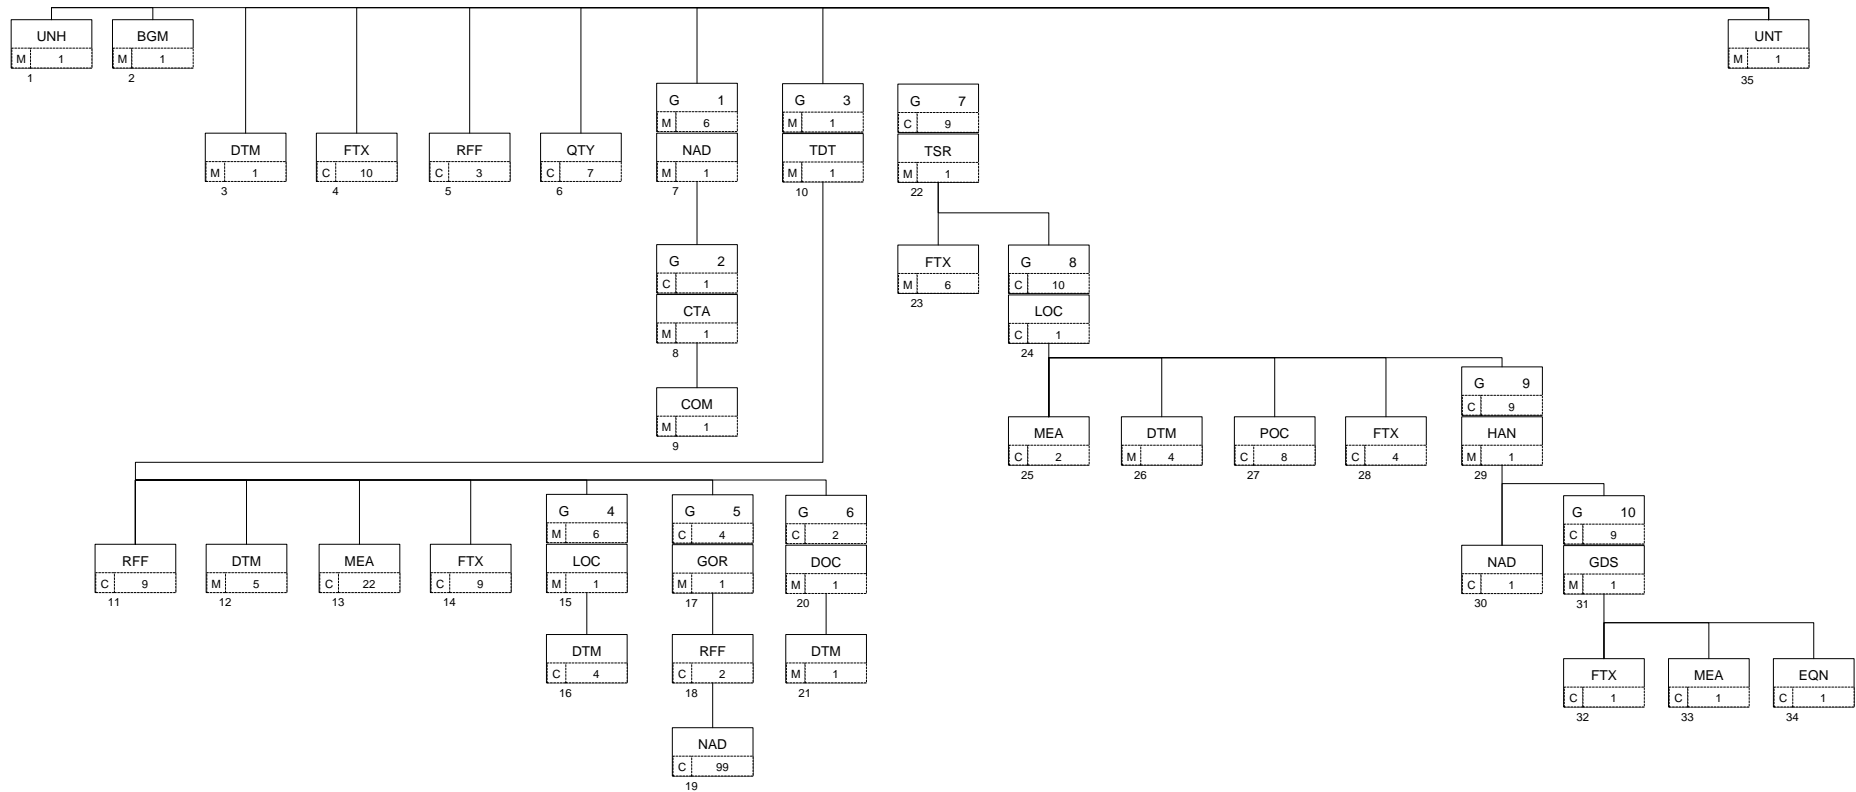 UNH
M 1
1
BGM
M 1
2
UNT
M 1
35
DTM
M 1
3
FTX
C 10
4
RFF
C 3
5
QTY
C 7
6
G 1
M 6
NAD
M 1
7
G 3
M 1
TDT
M 1
10
G 7
C 9
TSR
M 1
22
G 2
C 1
CTA
M 1
8
COM
M 1
9
FTX
M 6
23
G 8
C 10
LOC
C 1
24
MEA
C 2
25
DTM
M 4
26
POC
C 8
27
FTX
C 4
28
G 9
C 9
HAN
M 1
29
RFF
C 9
11
DTM
M 5
12
MEA
C 22
13
FTX
C 9
14
G 4
M 6
LOC
M 1
15
DTM
C 4
16
G 5
C 4
GOR
M 1
17
RFF
C 2
18
NAD
C 99
19
G 6
C 2
DOC
M 1
20
DTM
M 1
21
NAD
C 1
30
G 10
C 9
GDS
M 1
31
FTX
C 1
32
MEA
C 1
33
EQN
C 1
34